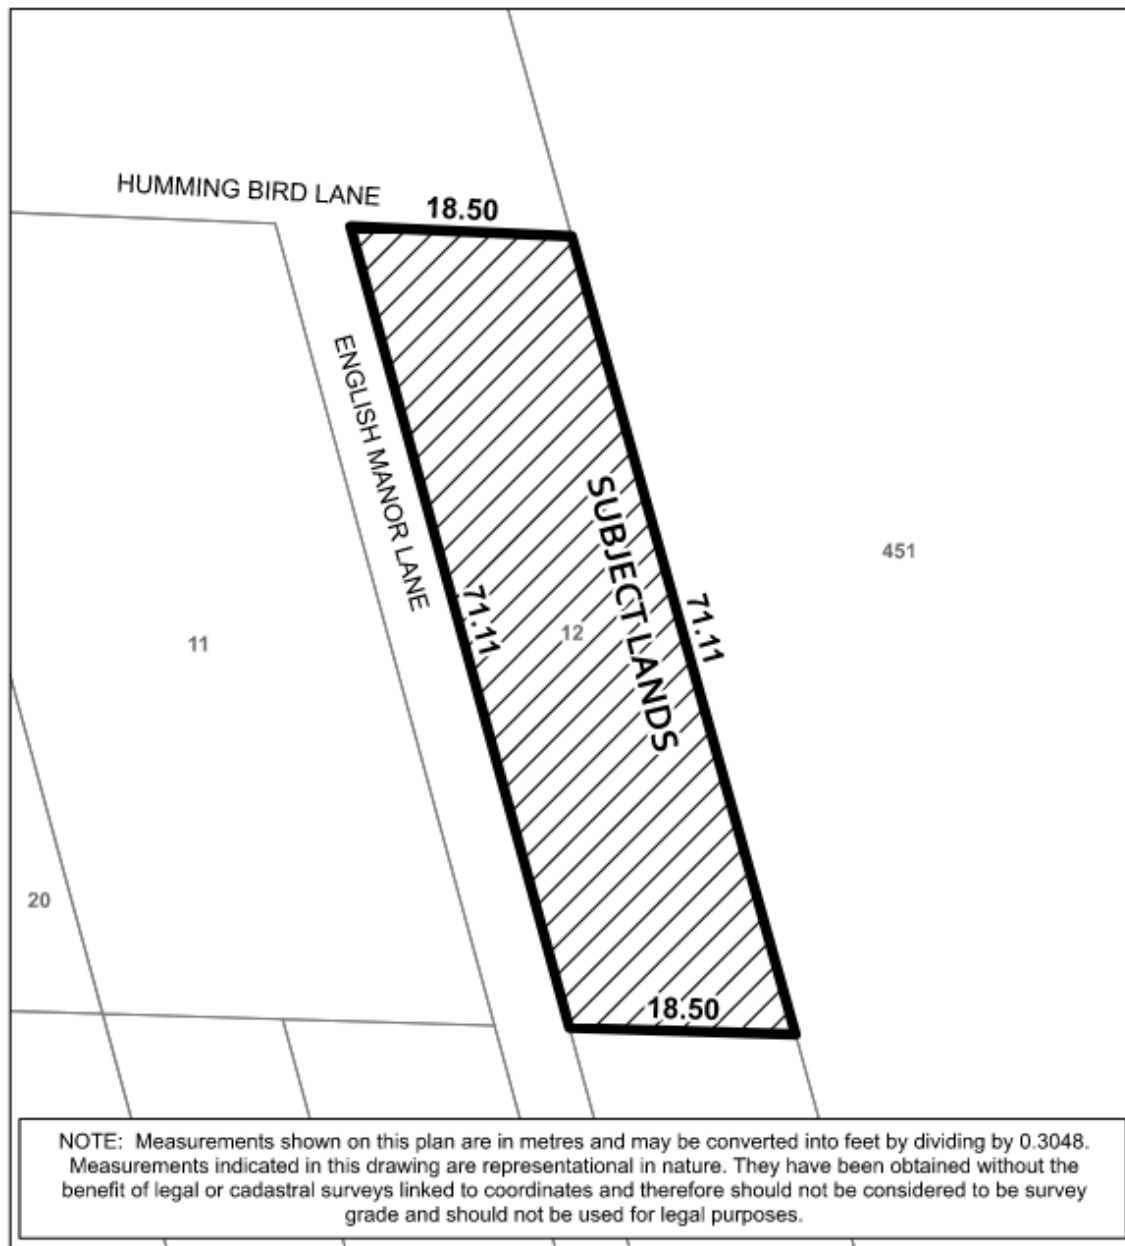 HUMMING BIRD LANE
18.50
ENGLISH MANOR LANE
SUBJECT LANDS
451
71.11
71.11
12
11
20
18.50
NOTE: Measurements shown on this plan are in metres and may be converted into feet by dividing by 0.3048.
Measurements indicated in this drawing are representational in nature. They have been obtained without the
benefit of legal or cadastral surveys linked to coordinates and therefore should not be considered to be survey
grade and should not be used for legal purposes.